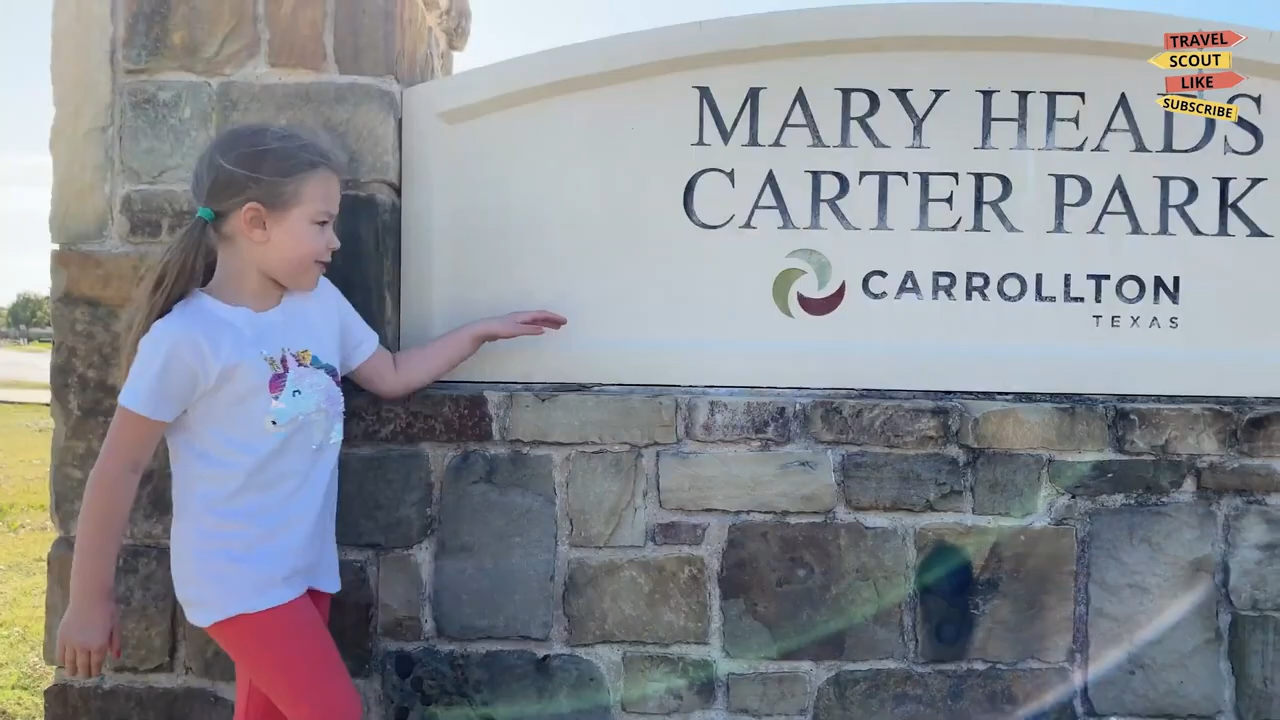 MARY HEADS
CARTER PARK
CARROLLTON
TEXAS
TRAVEL
SCOUT
LIKE
SUBSCRIBE